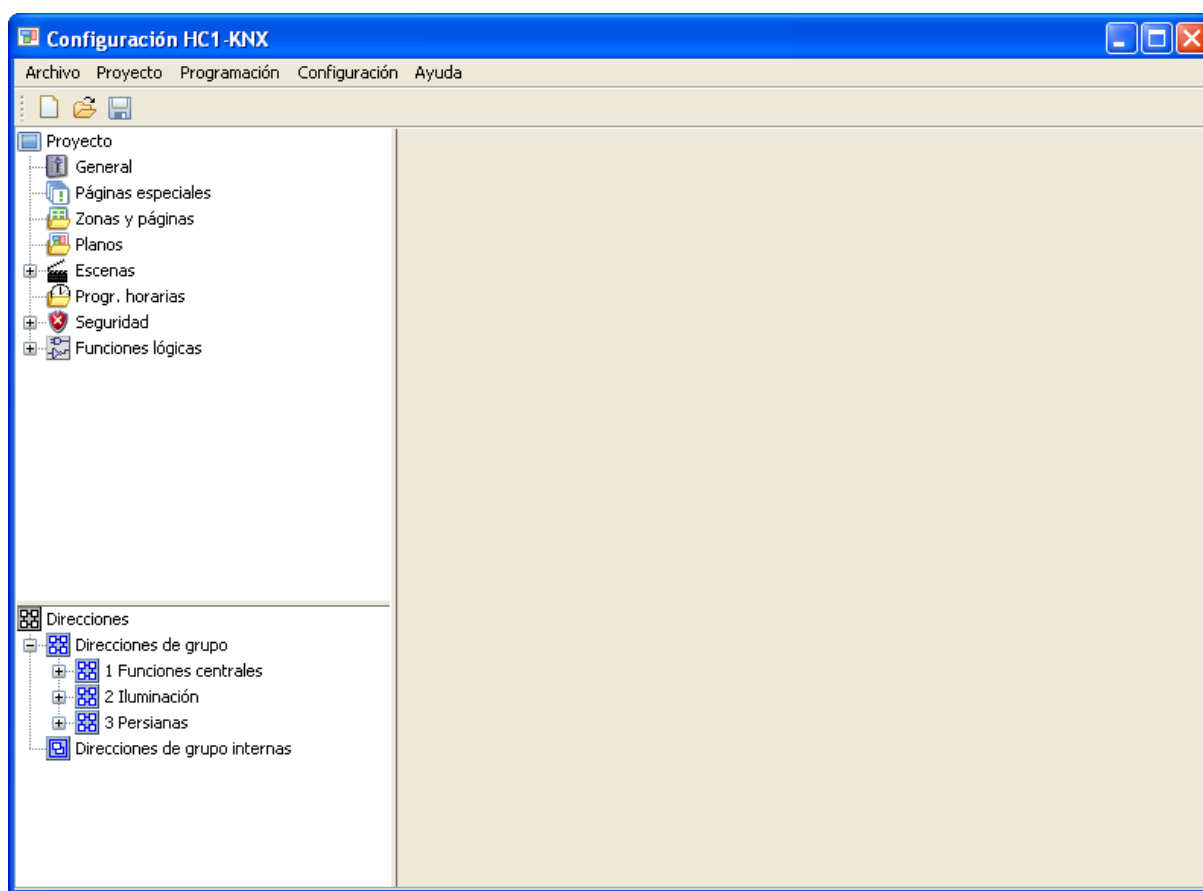 Configuración HC1-KNX
Archivo Proyecto Programación Configuración Ayuda
Proyecto
General
Páginas especiales
Zonas y páginas
Planos
Escenas
Progr. horarias
Seguridad
Funciones lógicas
Direcciones
Direcciones de grupo
1 Funciones centrales
2 Iluminación
3 Persianas
Direcciones de grupo internas